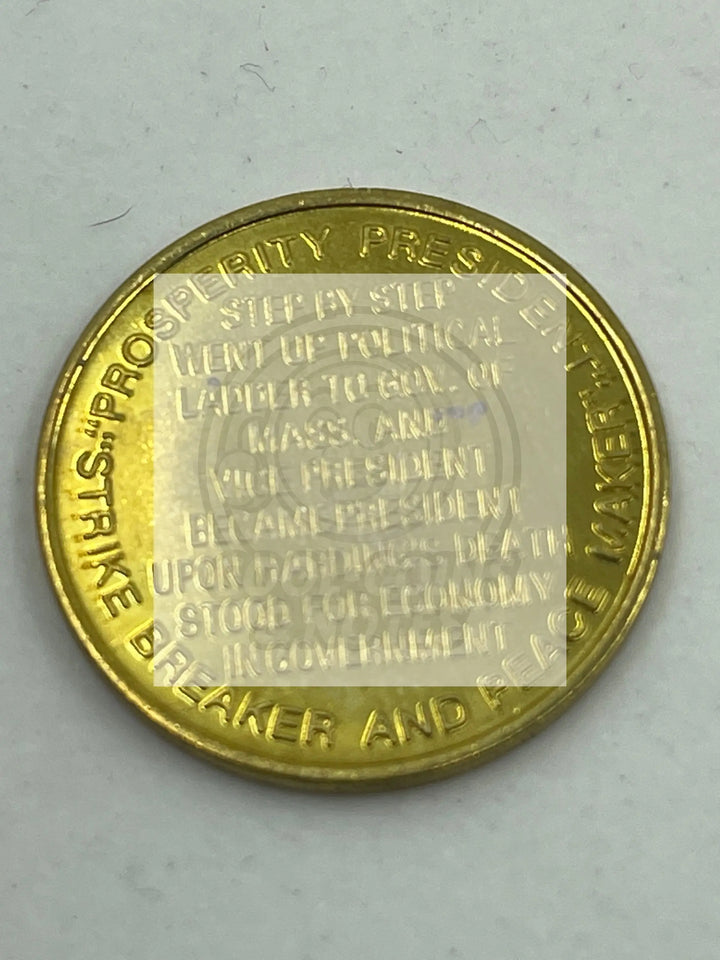 "PROSPERITY PRESIDENT"
STEP BY STEP
WENT UP POLITICAL
LADDER TO GOV. OF
MASS. AND
VICE PRESIDENT
BECAME PRESIDENT
UPON HARDING'S DEATH
STOOD FOR ECONOMY
IN GOVERNMENT
"STRIKE BREAKER AND PEACE MAKER"